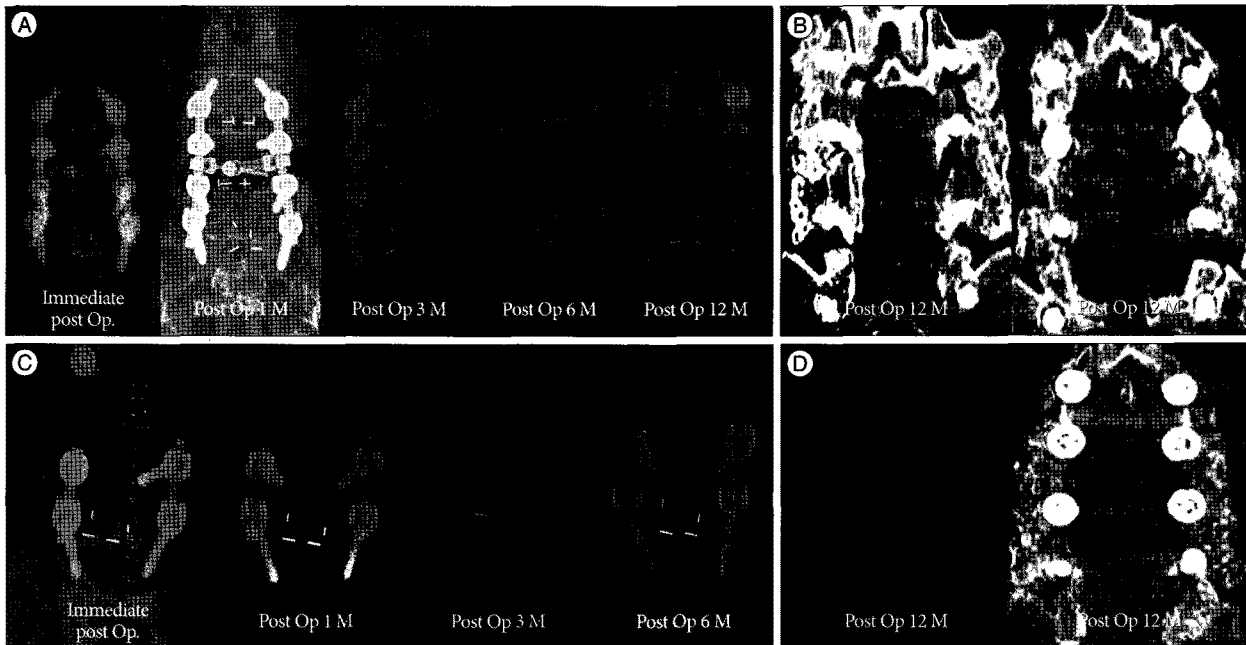 A
Immediate
post Op.
Post Op 1 M
Post Op 3 M
Post Op 6 M
Post Op 12 M
B
Post Op 12 M
Post Op 12 M
C
Immediate
post Op.
Post Op 1 M
Post Op 3 M
Post Op 6 M
D
Post Op 12 M
Post Op 12 M